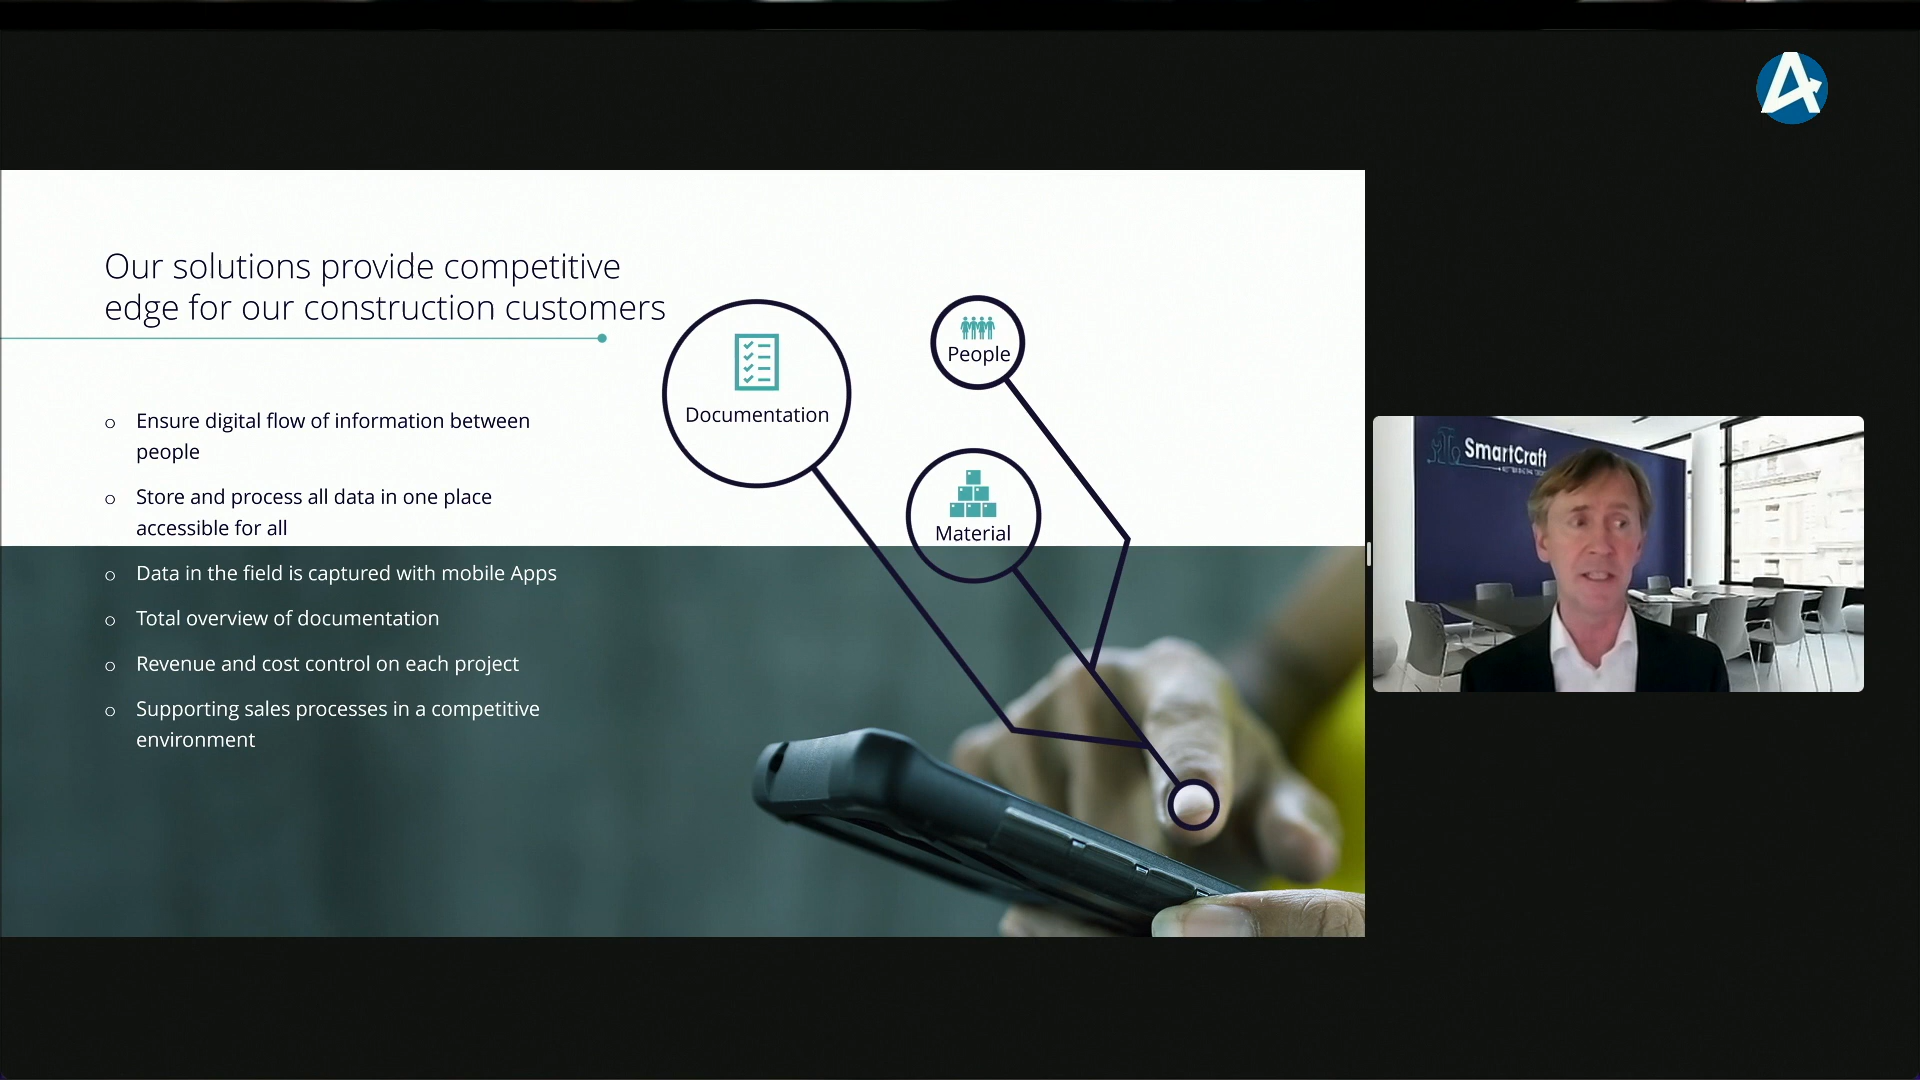 Our solutions provide competitive
edge for our construction customers
Documentation
People
Material
o Ensure digital flow of information between
people
o Store and process all data in one place
accessible for all
o Data in the field is captured with mobile Apps
o Total overview of documentation
o Revenue and cost control on each project
o Supporting sales processes in a competitive
environment
SmartCraft